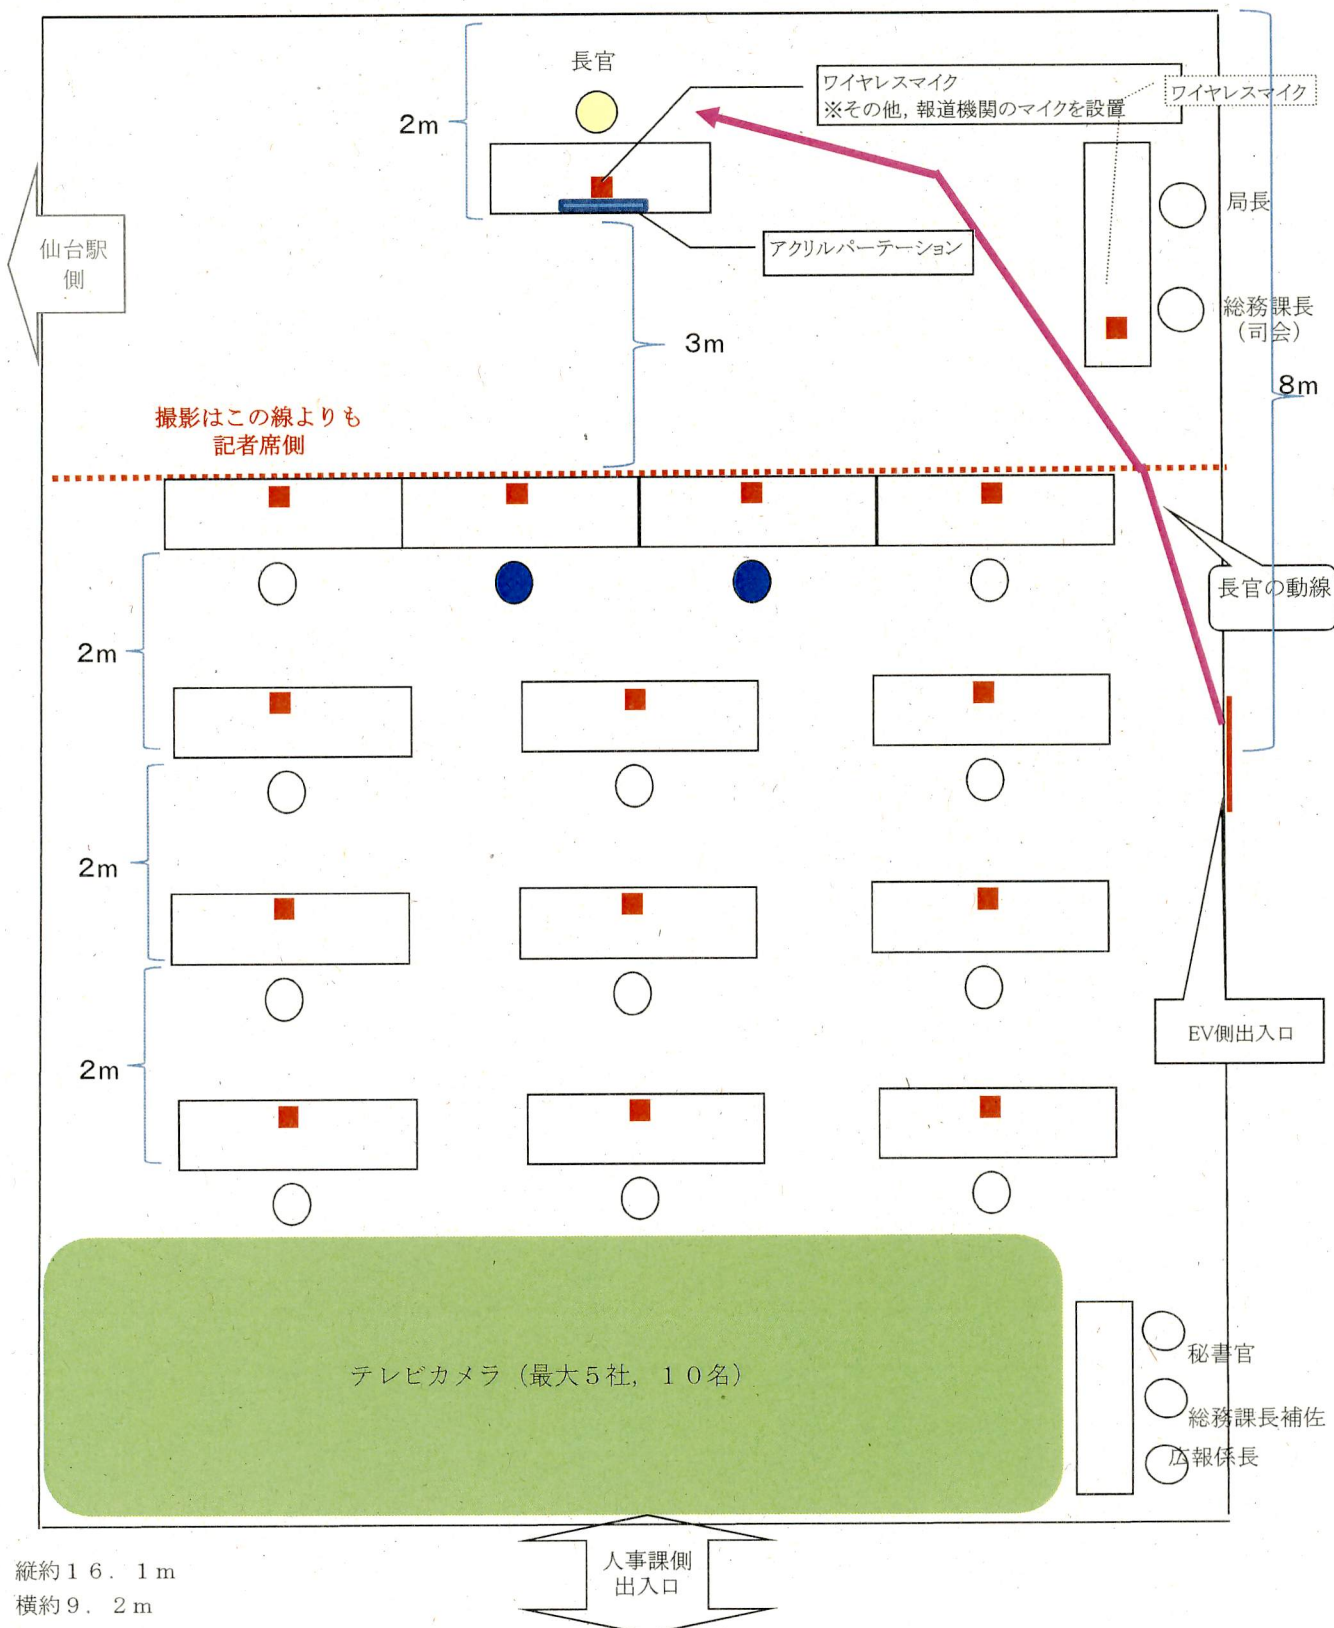 長官
2m
ワイヤレスマイク
※その他，報道機関のマイクを設置
ワイヤレスマイク
局長
アクリルパーテーション
仙台駅
側
総務課長
（司会）
3m
8m
撮影はこの線よりも
記者席側
長官の動線
2m
2m
EV側出入口
2m
テレビカメラ（最大５社，１０名）
秘書官
総務課長補佐
広報係長
人事課側
出入口
縦約１６．１ｍ
横約９．２ｍ